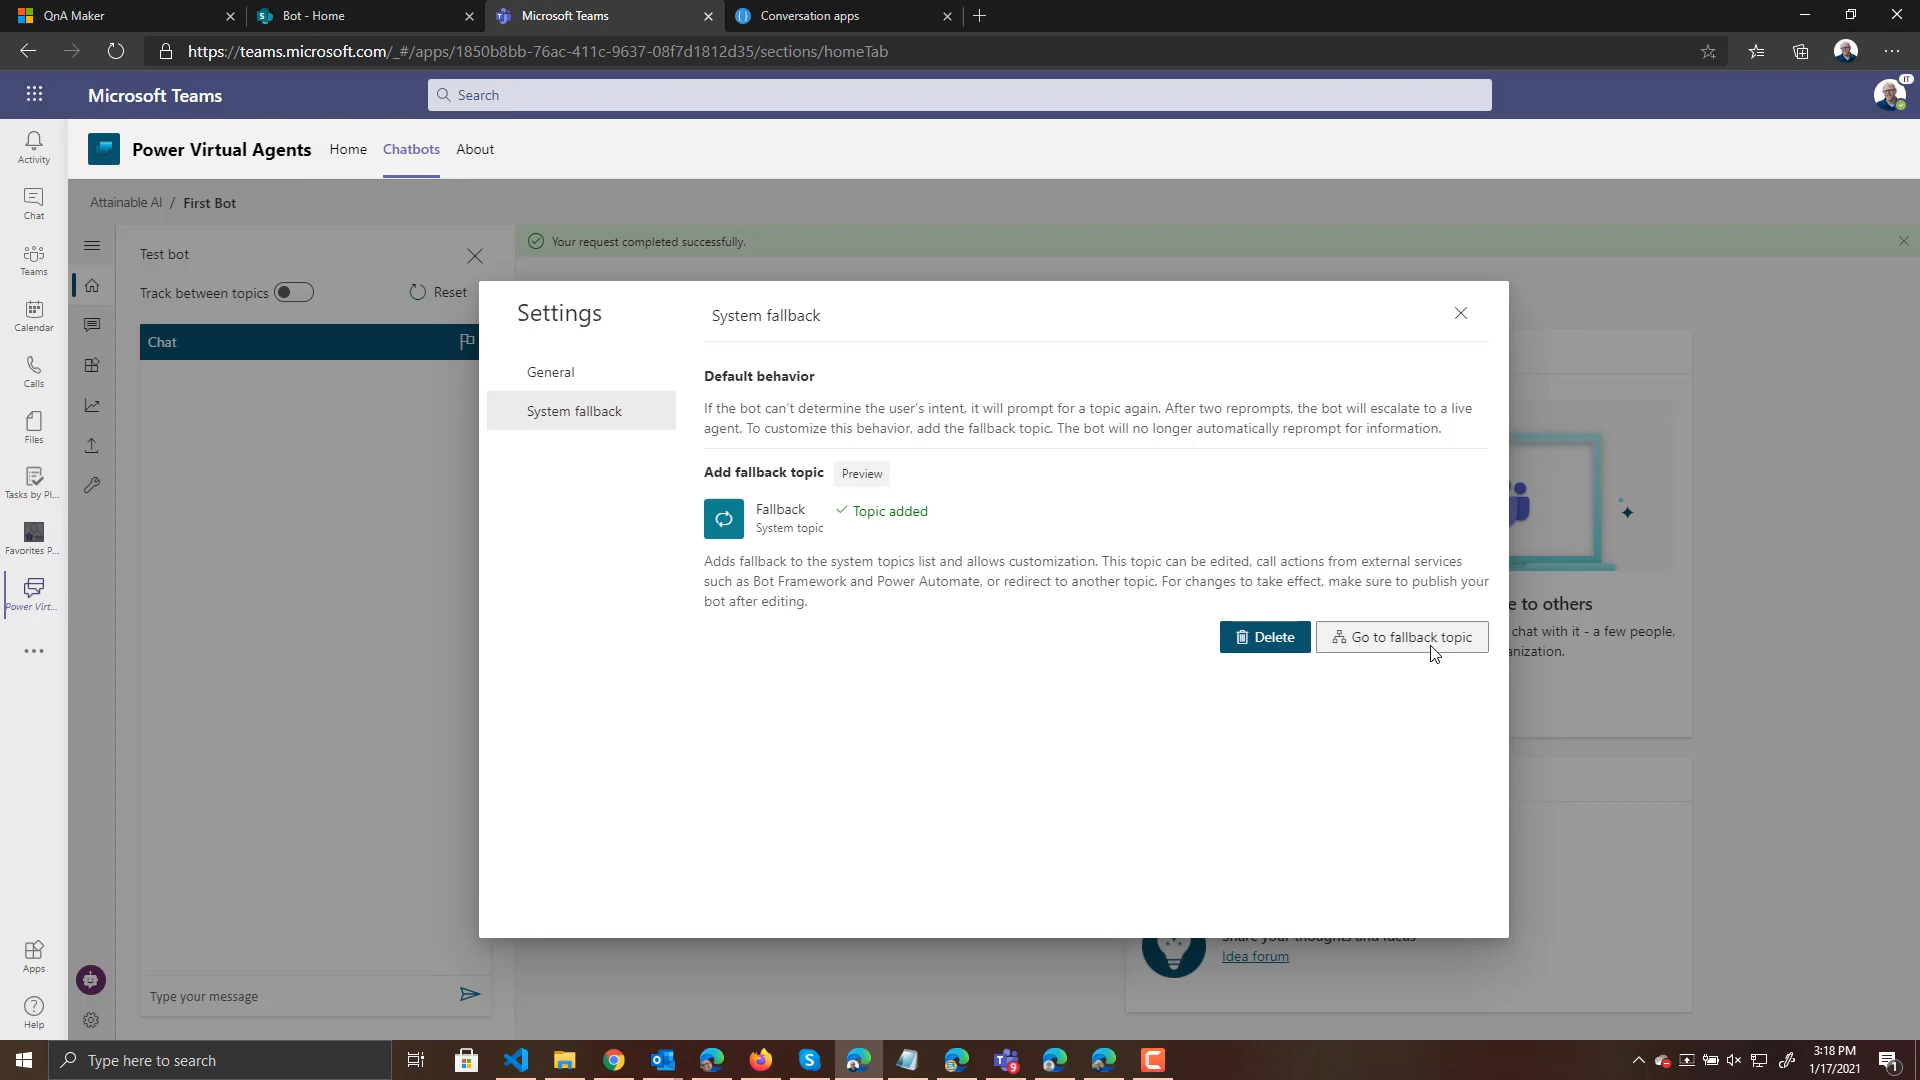 QnA Maker
Bot - Home
Microsoft Teams
Conversation apps
https://teams.microsoft.com/_#/apps/1850b8bb-76ac-411c-9637-08f7d1812d35/sections/homeTab
Microsoft Teams
Search
IT
Activity
Chat
Teams
Calendar
Calls
Files
Tasks by Pl...
Favorites P...
Power Virt...
Apps
Help
Power Virtual Agents
Home
Chatbots
About
Attainable AI / First Bot
Test bot
Track between topics
Reset
Chat
Type your message
Your request completed successfully.
Settings
General
System fallback
System fallback
Default behavior
If the bot can't determine the user's intent, it will prompt for a topic again. After two reprompts, the bot will escalate to a live
agent. To customize this behavior, add the fallback topic. The bot will no longer automatically reprompt for information.
Add fallback topic
Preview
Fallback
Topic added
System topic
Adds fallback to the system topics list and allows customization. This topic can be edited, call actions from external services
such as Bot Framework and Power Automate, or redirect to another topic. For changes to take effect, make sure to publish your
bot after editing.
Delete
Go to fallback topic
e to others
chat with it - a few people,
anization.
Idea forum
Type here to search
9
3:18 PM
1/17/2021
1